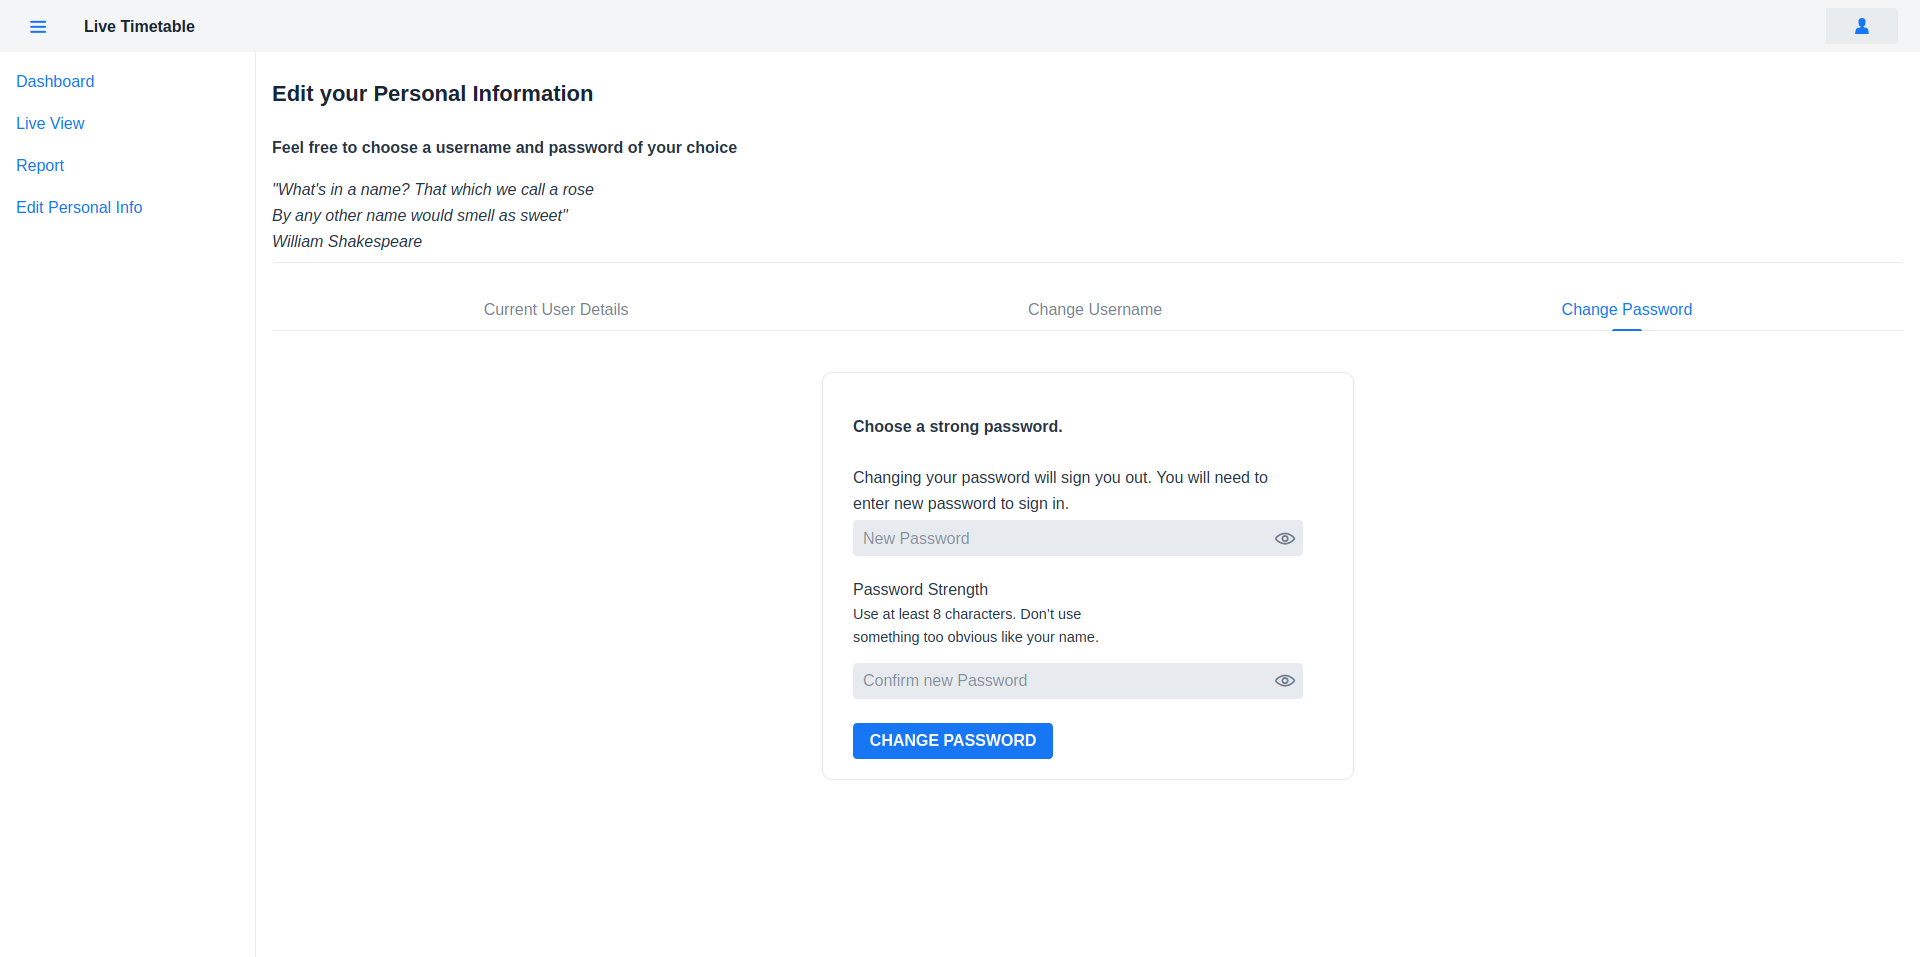 Live Timetable
Dashboard
Live View
Report
Edit Personal Info
Edit your Personal Information
Feel free to choose a username and password of your choice
"What's in a name? That which we call a rose
By any other name would smell as sweet"
William Shakespeare
Current User Details
Change Username
Change Password
Choose a strong password.
Changing your password will sign you out. You will need to
enter new password to sign in.
New Password
Password Strength
Use at least 8 characters. Don’t use
something too obvious like your name.
Confirm new Password
CHANGE PASSWORD